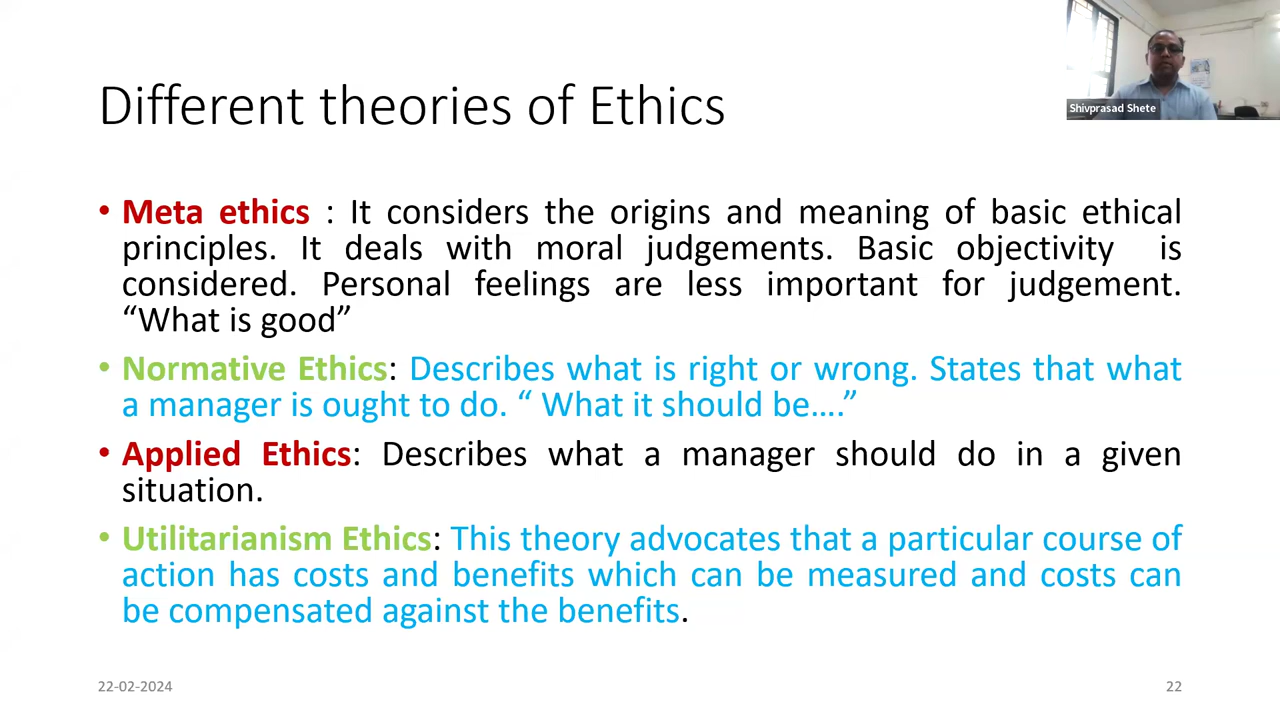 Shivprasad Shete
Different theories of Ethics
• Meta ethics : It considers the origins and meaning of basic ethical
principles. It deals with moral judgements. Basic objectivity is
considered. Personal feelings are less important for judgement.
“What is good”
• Normative Ethics: Describes what is right or wrong. States that what
a manager is ought to do. “ What it should be....”
• Applied Ethics: Describes what a manager should do in a given
situation.
• Utilitarianism Ethics: This theory advocates that a particular course of
action has costs and benefits which can be measured and costs can
be compensated against the benefits.
22-02-2024
22